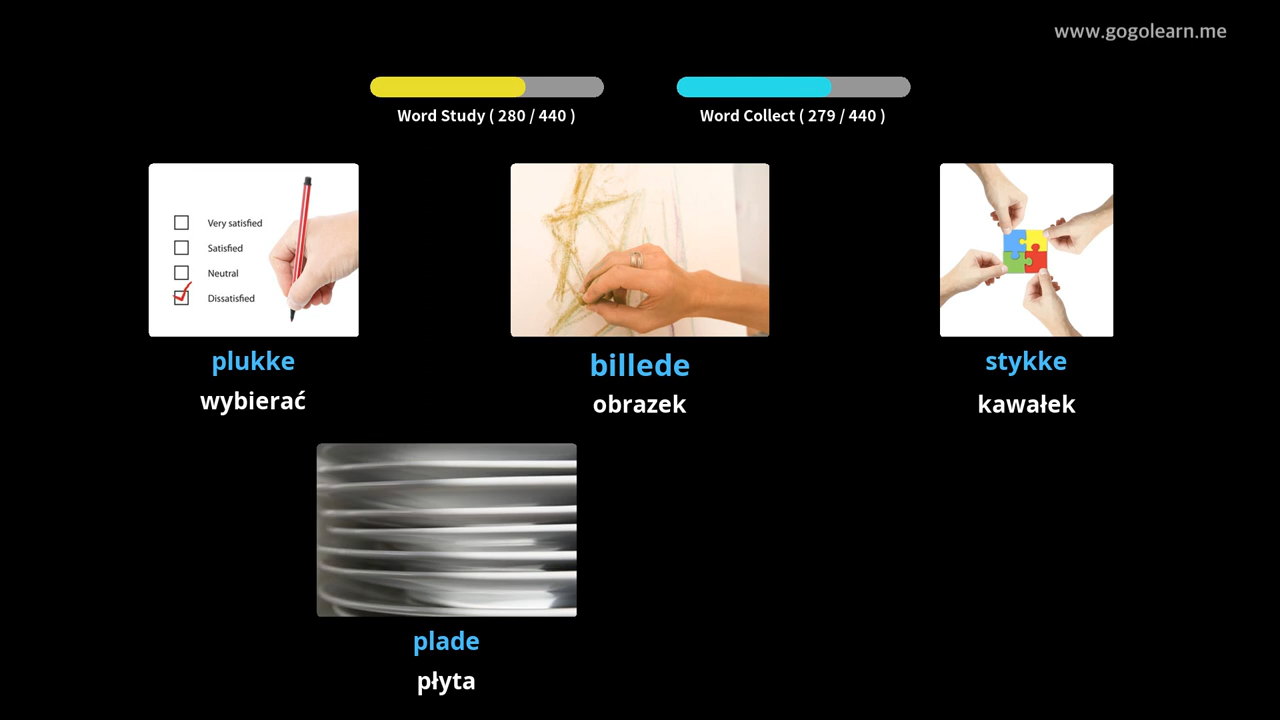 www.gogolearn.me
Word Study ( 280 / 440 )
Word Collect ( 279 / 440 )
Very satisfied
Satisfied
Neutral
Dissatisfied
plukke
wybierać
billede
obrazek
stykke
kawałek
plade
płyta